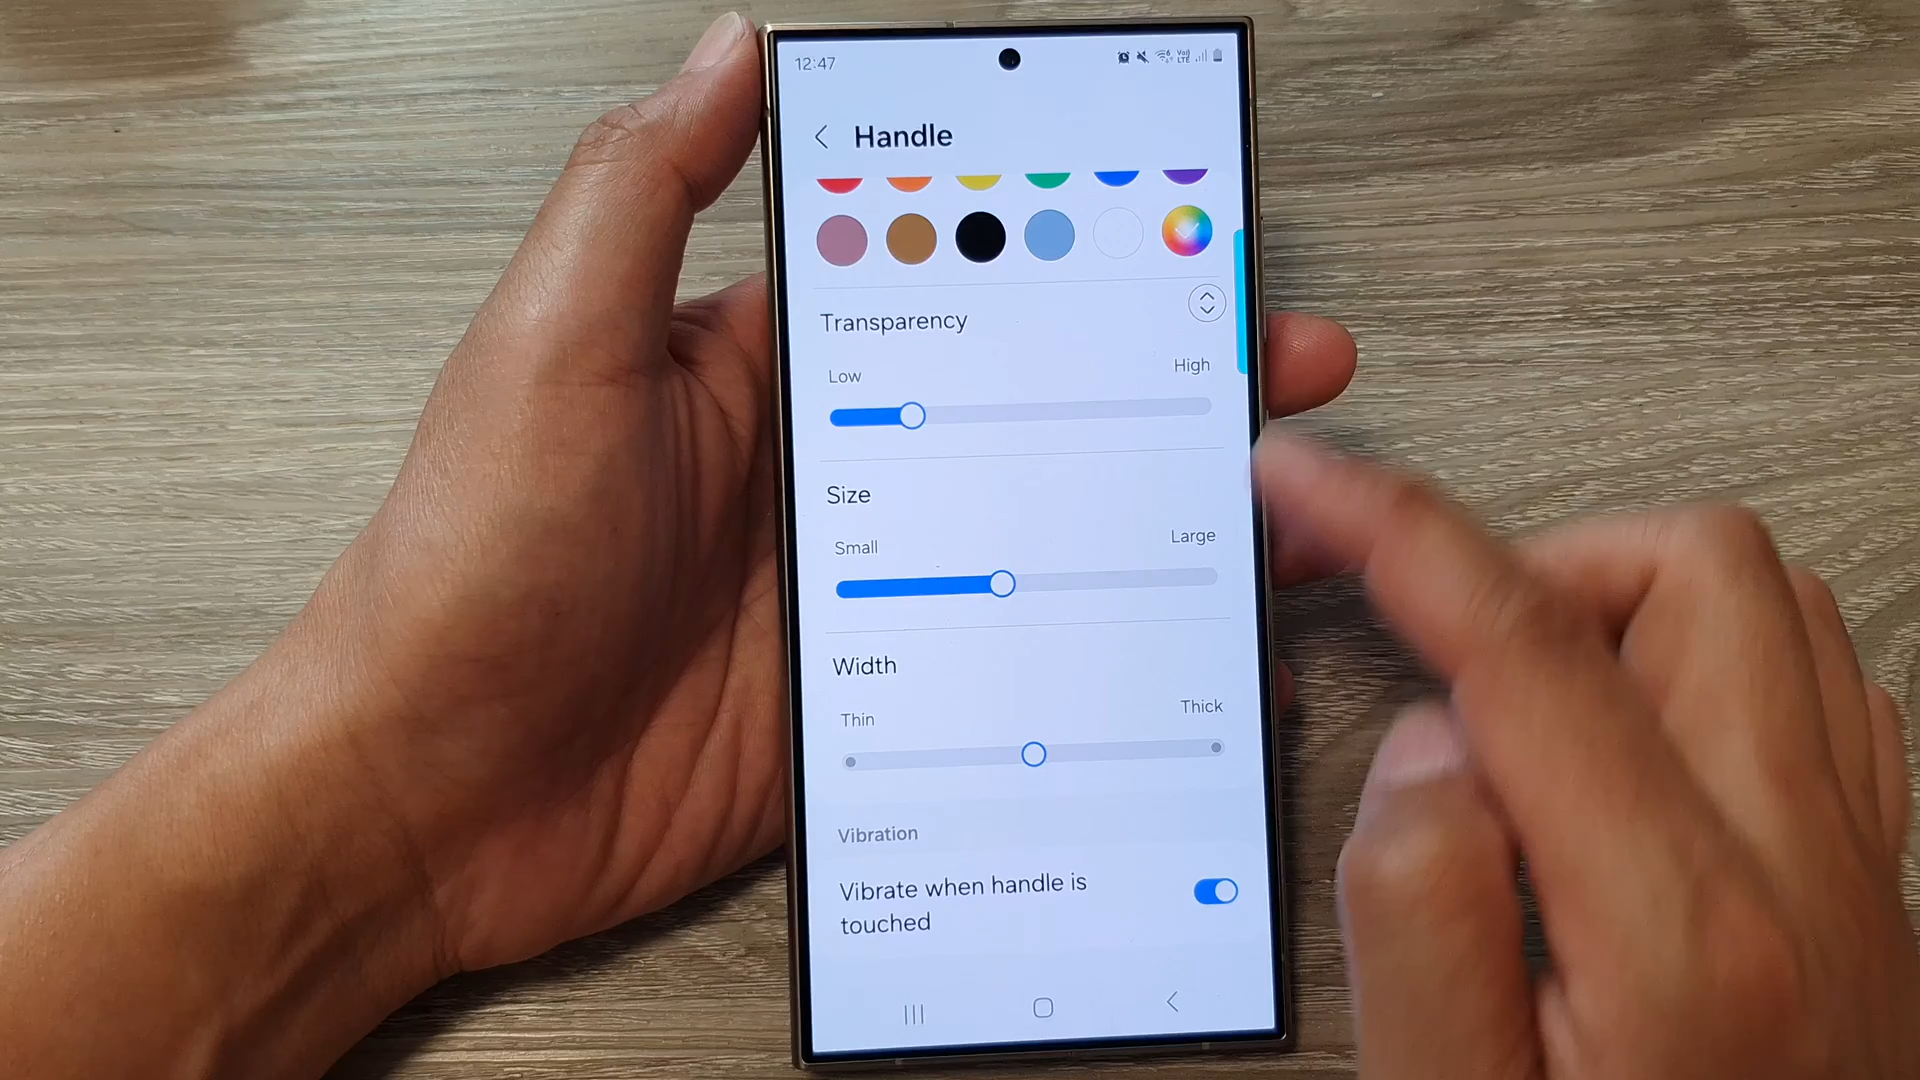 12:47
Handle
Transparency
Low High
Size
Small Large
Width
Thin Thick
Vibration
Vibrate when handle is
touched